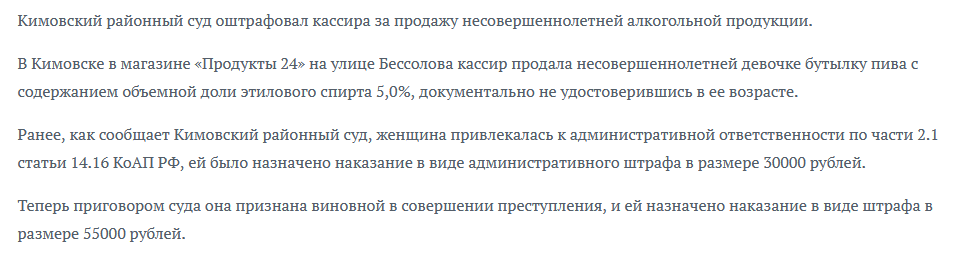 Кимовский районный суд оштрафовал кассира за продажу несовершеннолетней алкогольной продукции.
В Кимовске в магазине «Продукты 24» на улице Бессолова кассир продала несовершеннолетней девочке бутылку пива с
содержанием объемной доли этилового спирта 5,0%, документально не удостоверившись в ее возрасте.
Ранее, как сообщает Кимовский районный суд, женщина привлекалась к административной ответственности по части 2.1
статьи 14.16 КоАП РФ, ей было назначено наказание в виде административного штрафа в размере 30000 рублей.
Теперь приговором суда она признана виновной в совершении преступления, и ей назначено наказание в виде штрафа в
размере 55000 рублей.